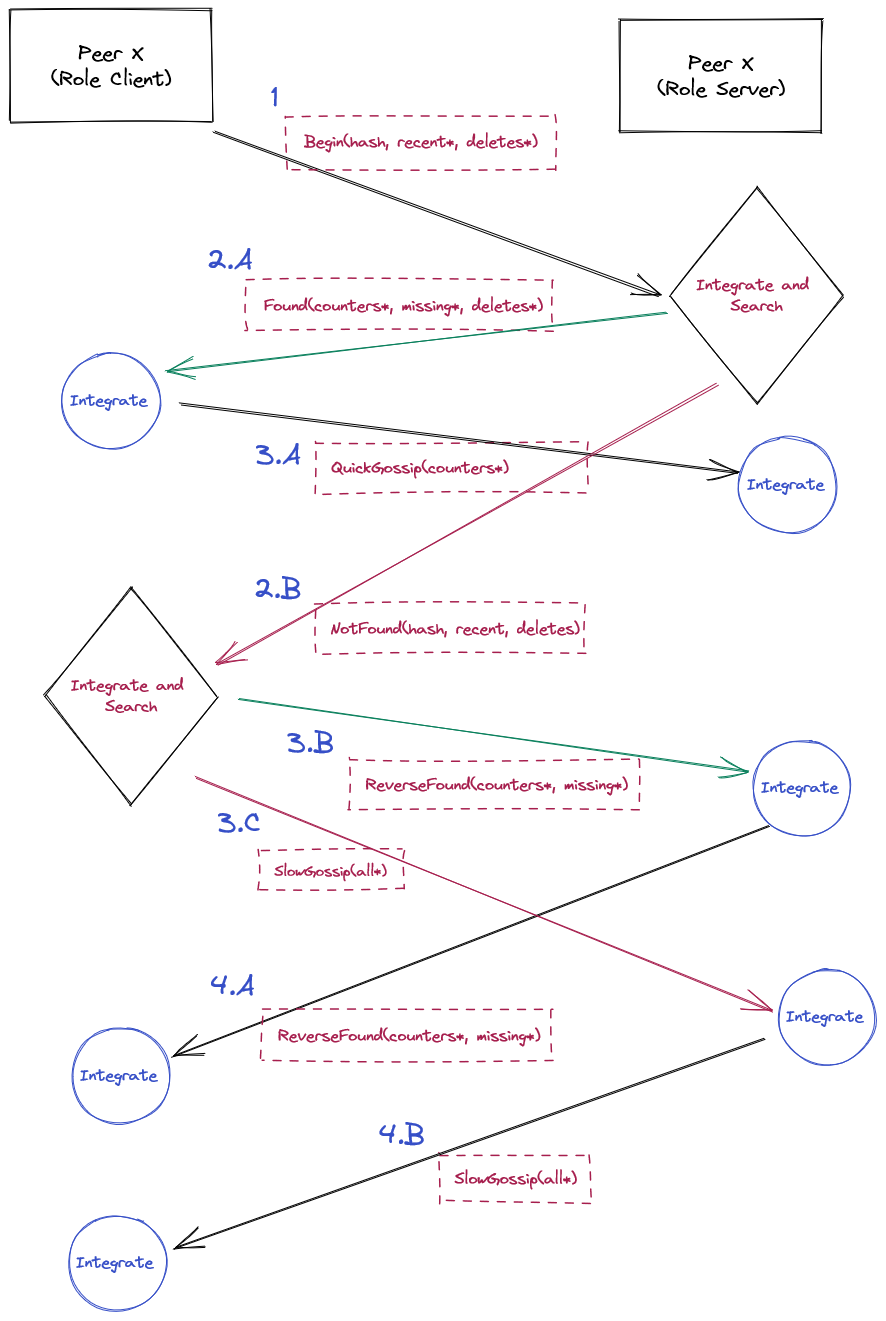 Peer X
(Role Client)
Peer X
(Role Server)
1
Begin(hash, recent*, deletes*)
2.A
Integrate and
Search
Found(counters*, missing*, deletes*)
Integrate
3.A
QuickGossip(counters*)
Integrate
2.B
NotFound(hash, recent, deletes)
Integrate and
Search
3.B
ReverseFound(counters*, missing*)
Integrate
3.C
SlowGossip(all*)
4.A
Integrate
ReverseFound(counters*, missing*)
Integrate
4.B
SlowGossip(all*)
Integrate